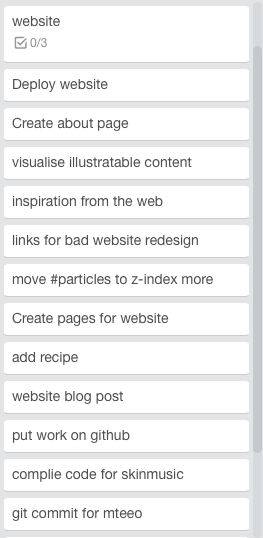 website
0/3
Deploy website
Create about page
visualise illustratable content
inspiration from the web
links for bad website redesign
move #particles to z-index more
Create pages for website
add recipe
website blog post
put work on github
complie code for skinmusic
git commit for mteeo